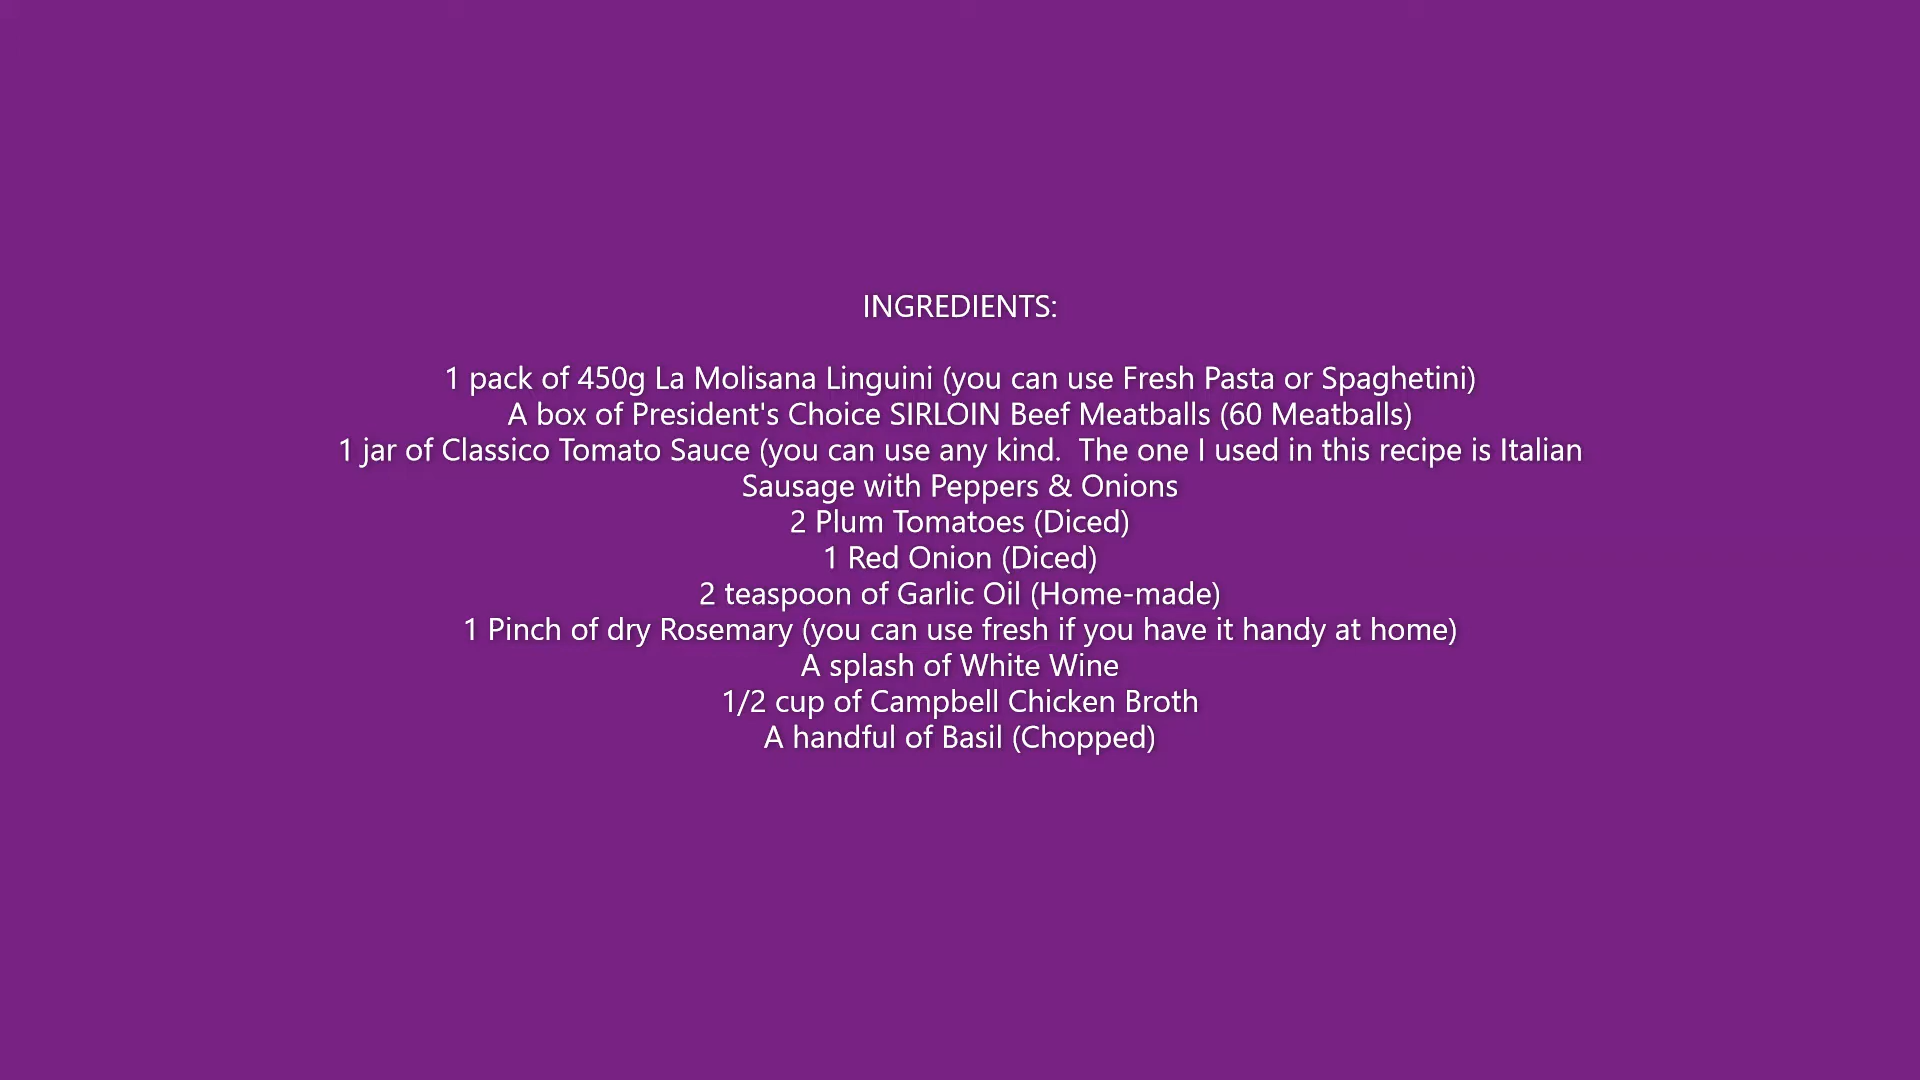 INGREDIENTS:
1 pack of 450g La Molisana Linguini (you can use Fresh Pasta or Spaghetini)
A box of President's Choice SIRLOIN Beef Meatballs (60 Meatballs)
1 jar of Classico Tomato Sauce (you can use any kind.  The one I used in this recipe is Italian
Sausage with Peppers & Onions
2 Plum Tomatoes (Diced)
1 Red Onion (Diced)
2 teaspoon of Garlic Oil (Home-made)
1 Pinch of dry Rosemary (you can use fresh if you have it handy at home)
A splash of White Wine
1/2 cup of Campbell Chicken Broth
A handful of Basil (Chopped)